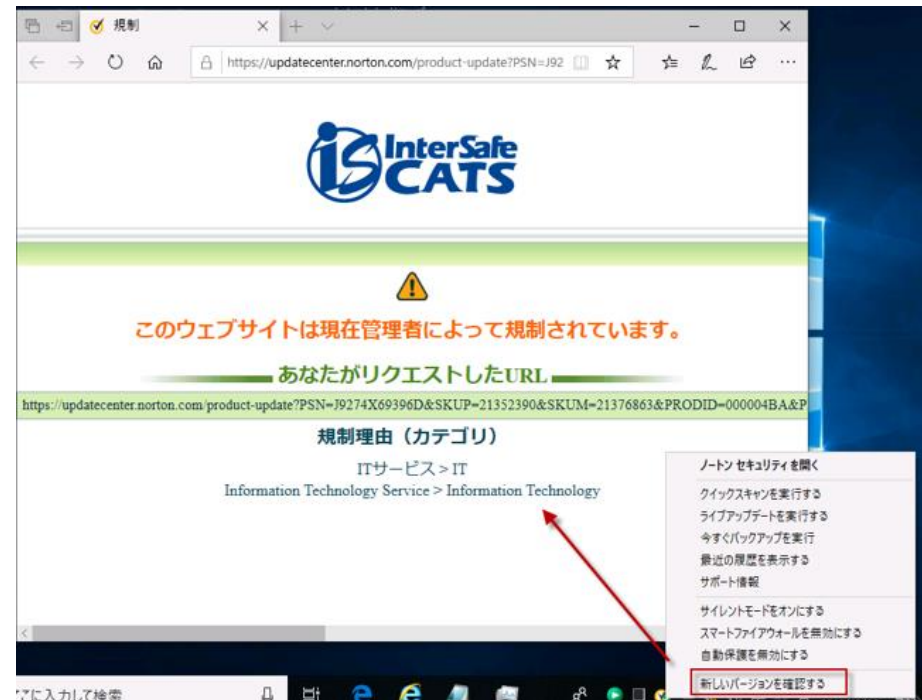 規制
https://updatecenter.norton.com/product-update?PSN=J92
InterSafe
CATS
このウェブサイトは現在管理者によって規制されています。
あなたがリクエストしたURL
https://updatecenter.norton.com/product-update?PSN=J9274X69396D&SKUP=21352390&SKUM=21376863&PRODID=000004BA&P
規制理由（カテゴリ）
ITサービス > IT
Information Technology Service > Information Technology
ノートン セキュリティを開く
クイックスキャンを実行する
ライブアップデートを実行する
今すぐバックアップを実行
最近の履歴を表示する
サポート情報
サイレントモードをオンにする
スマートファイアウォールを無効にする
自動保護を無効にする
新しいバージョンを確認する
ここに入力して検索